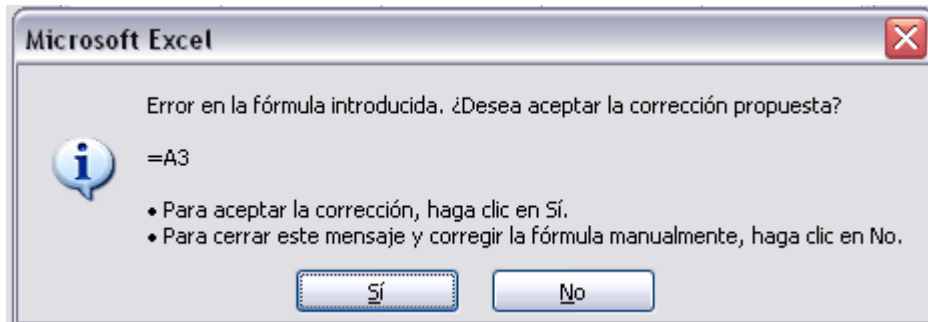 Microsoft Excel
Error en la fórmula introducida. ¿Desea aceptar la corrección propuesta?
=A3
• Para aceptar la corrección, haga clic en Sí.
• Para cerrar este mensaje y corregir la fórmula manualmente, haga clic en No.
Sí
No